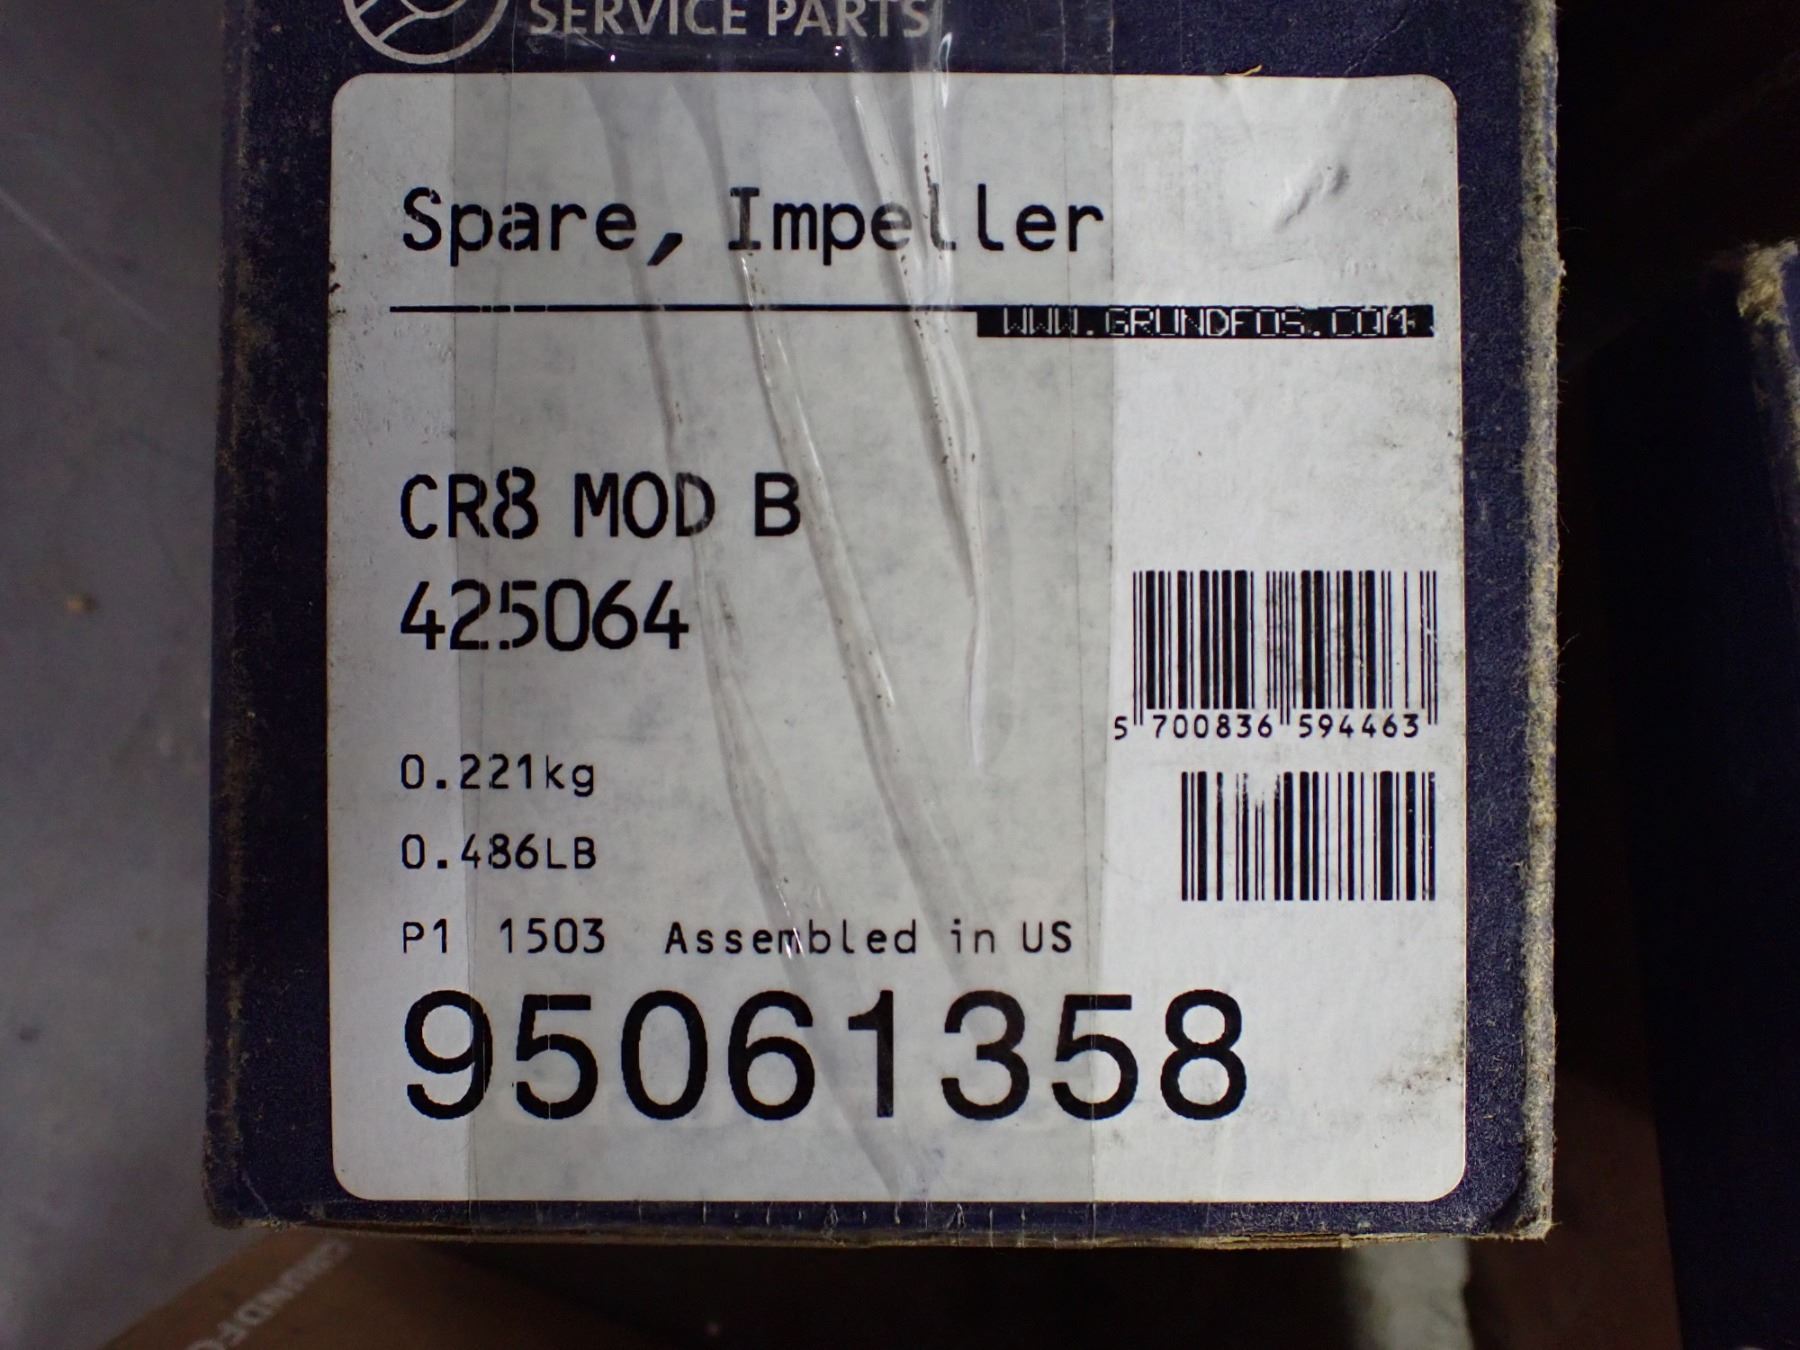 SERVICE PARTS
Spare, Impeller
WWW.GRUNDFOS.COM
CR8 MOD B
425064
5 700836 594463
0.221kg
0.486LB
P1 1503 Assembled in US
95061358
GRUNDFO